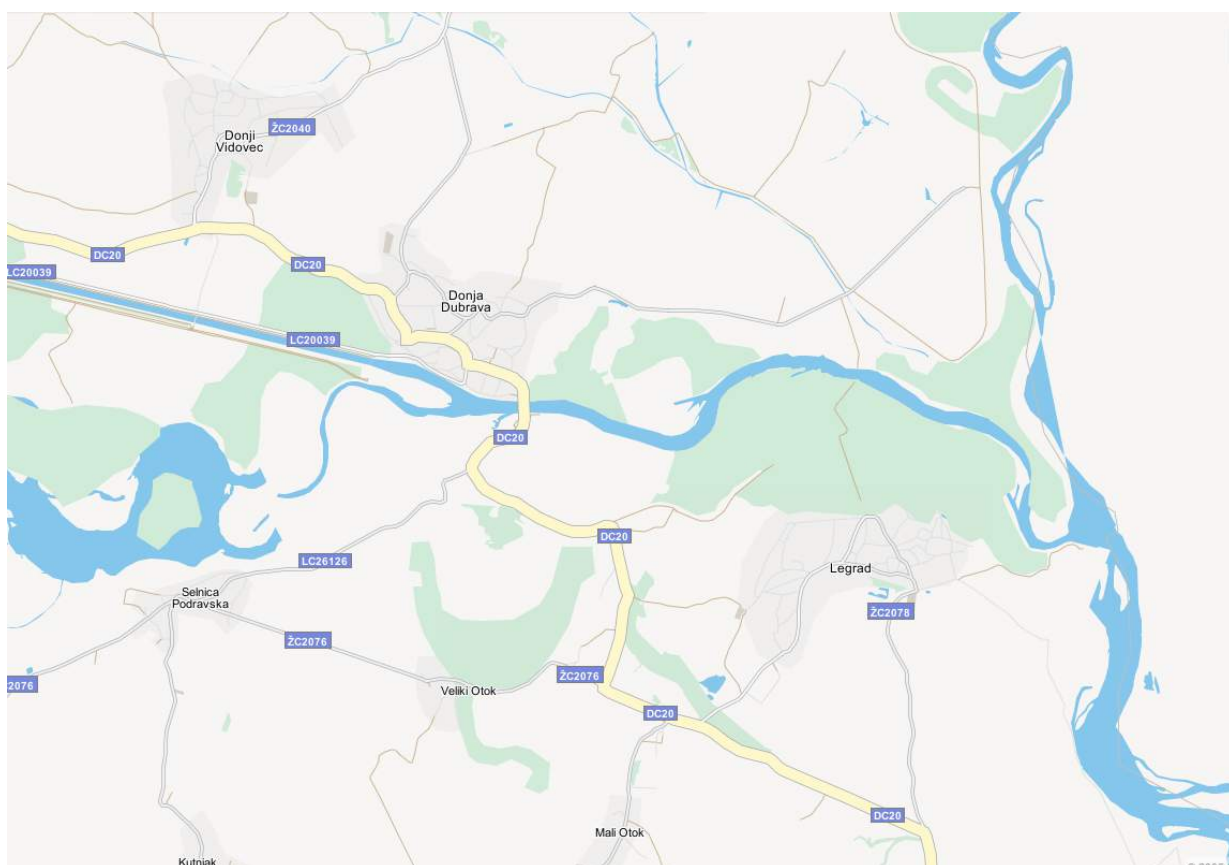 ŽC2040
Donji
Vidovec
DC20
DC20
LC20039
Donja
Dubrava
LC20039
DC20
DC20
LC26126
Legrad
Selnica
Podravska
ŽC2078
ŽC2076
2076
ŽC2076
Veliki Otok
DC20
DC20
Mali Otok
Kutnjak